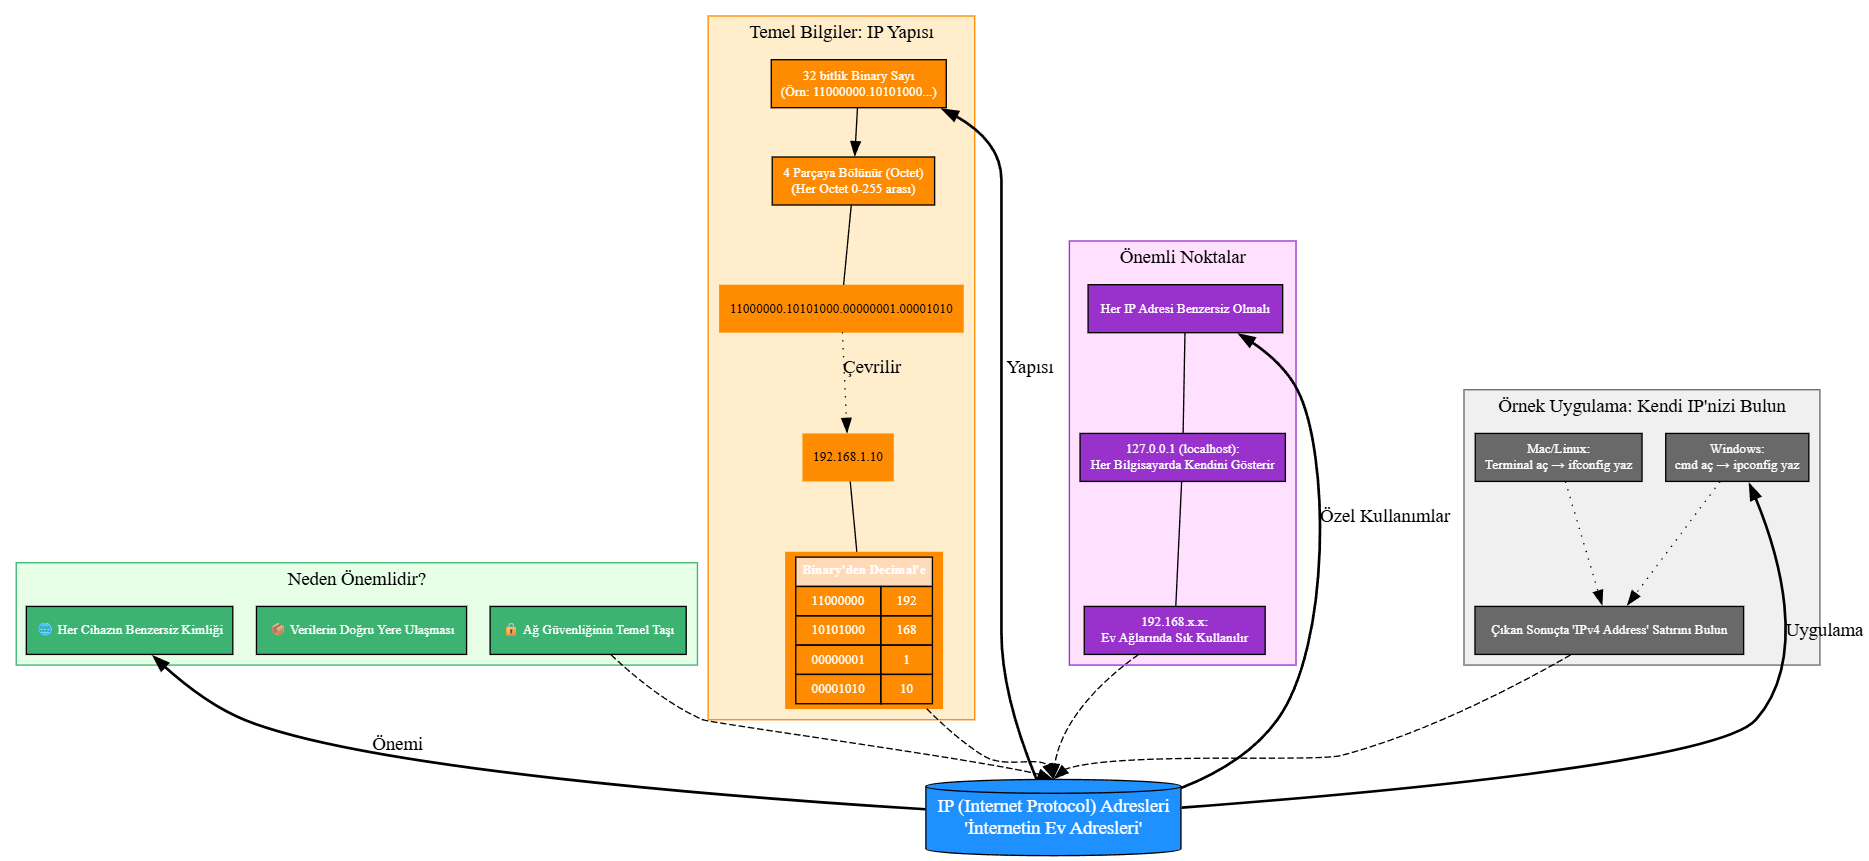 Temel Bilgiler: IP Yapısı
32 bitlik Binary Sayı
(Örn: 11000000.10101000...)
4 Parçaya Bölünür (Octet)
(Her Octet 0-255 arası)
11000000.10101000.00000001.00001010
Çevrilir
192.168.1.10
Binary'den Decimal'e
11000000 192
10101000 168
00000001 1
00001010 10
Yapısı
Önemli Noktalar
Her IP Adresi Benzersiz Olmalı
127.0.0.1 (localhost):
Her Bilgisayarda Kendini Gösterir
192.168.x.x:
Ev Ağlarında Sık Kullanılır
Özel Kullanımlar
Örnek Uygulama: Kendi IP'nizi Bulun
Mac/Linux:
Terminal aç → ifconfig yaz
Windows:
cmd aç → ipconfig yaz
Çıkan Sonuçta 'IPv4 Address' Satırını Bulun
Uygulama
Neden Önemlidir?
🌐 Her Cihazın Benzersiz Kimliği
📦 Verilerin Doğru Yere Ulaşması
🔒 Ağ Güvenliğinin Temel Taşı
Önemi
IP (Internet Protocol) Adresleri
'İnternetin Ev Adresleri'